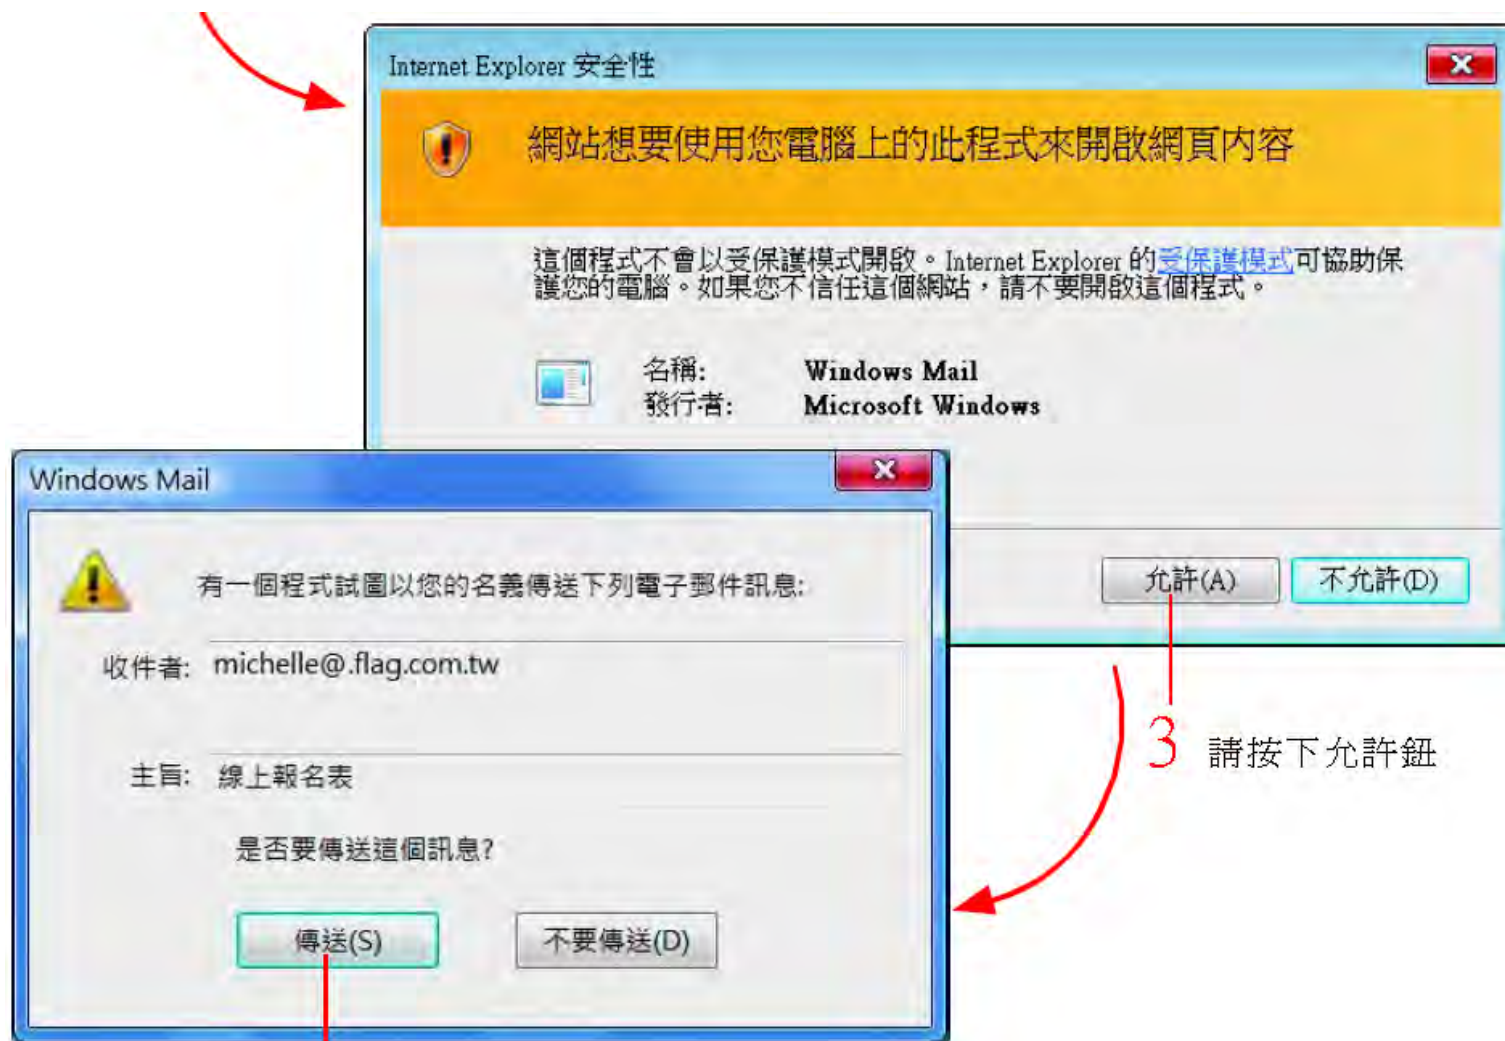 Internet Explorer 安全性
網站想要使用您電腦上的此程式來開啟網頁內容
這個程式不會以受保護模式開啟。Internet Explorer 的受保護模式可協助保
護您的電腦。如果您不信任這個網站，請不要開啟這個程式。
名稱: Windows Mail
發行者: Microsoft Windows
允許(A) 不允許(D)
3 請按下允許鈕
Windows Mail
有一個程式試圖以您的名義傳送下列電子郵件訊息:
收件者: michelle@.flag.com.tw
主旨: 線上報名表
是否要傳送這個訊息?
傳送(S) 不要傳送(D)